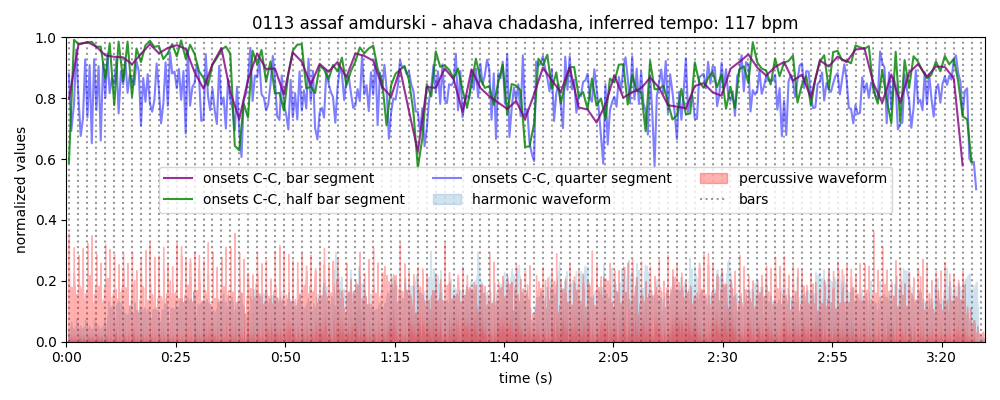 0113 assaf amdurski - ahava chadasha, inferred tempo: 117 bpm
normalized values
1.0
0.8
0.6
0.4
0.2
0.0
onsets C-C, bar segment
onsets C-C, half bar segment
onsets C-C, quarter segment
harmonic waveform
percussive waveform
bars
0:00 0:25 0:50 1:15 1:40 2:05 2:30 2:55 3:20
time (s)